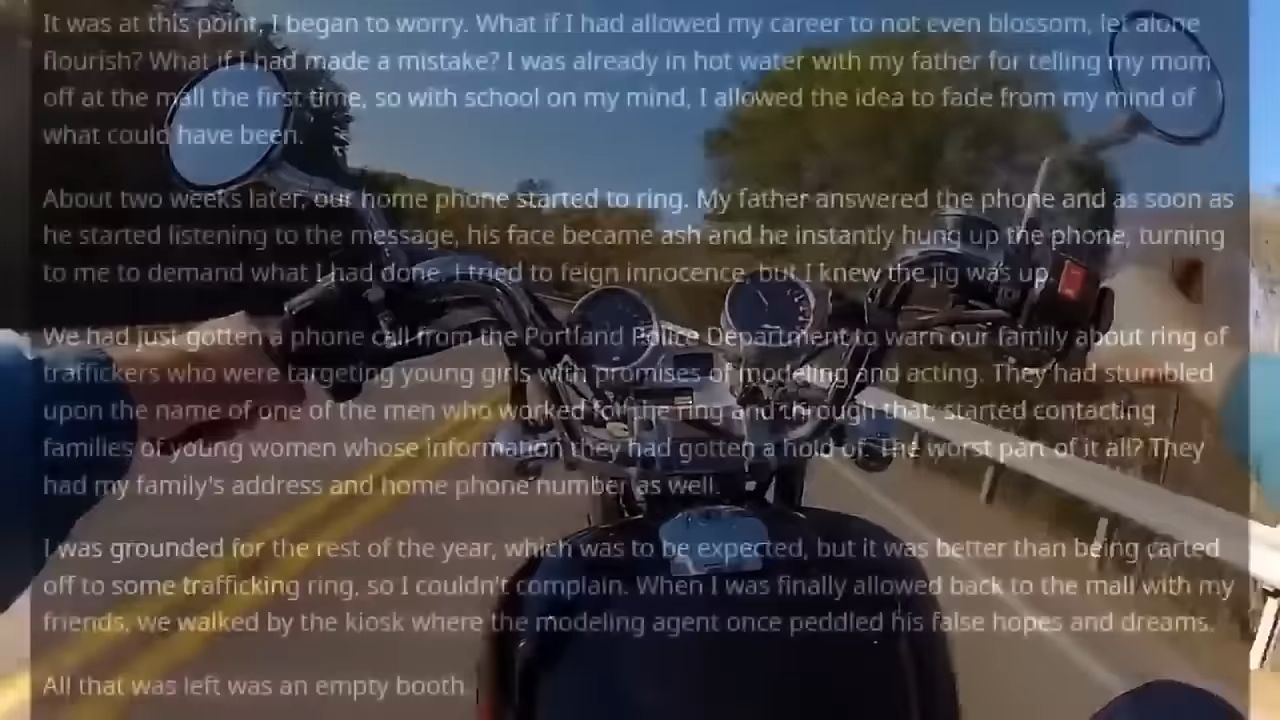 It was at this point, I began to worry. What if I had allowed my career to not even blossom, let alone
flourish? What if I had made a mistake? I was already in hot water with my father for telling my mom
off at the mall the first time, so with school on my mind, I allowed the idea to fade from my mind of
what could have been.
About two weeks later, our home phone started to ring. My father answered the phone and as soon as
he started listening to the message, his face became ash and he instantly hung up the phone, turning
to me to demand what I had done. I tried to feign innocence, but I knew the jig was up.
We had just gotten a phone call from the Portland Police Department to warn our family about ring of
traffickers who were targeting young girls with promises of modeling and acting. They had stumbled
upon the name of one of the men who worked for the ring and through that, started contacting
families of young women whose information they had gotten a hold of. The worst part of it all? They
had my family's address and home phone number as well.
I was grounded for the rest of the year, which was to be expected, but it was better than being carted
off to some trafficking ring, so I couldn't complain. When I was finally allowed back to the mall with my
friends, we walked by the kiosk where the modeling agent once peddled his false hopes and dreams.
All that was left was an empty booth.